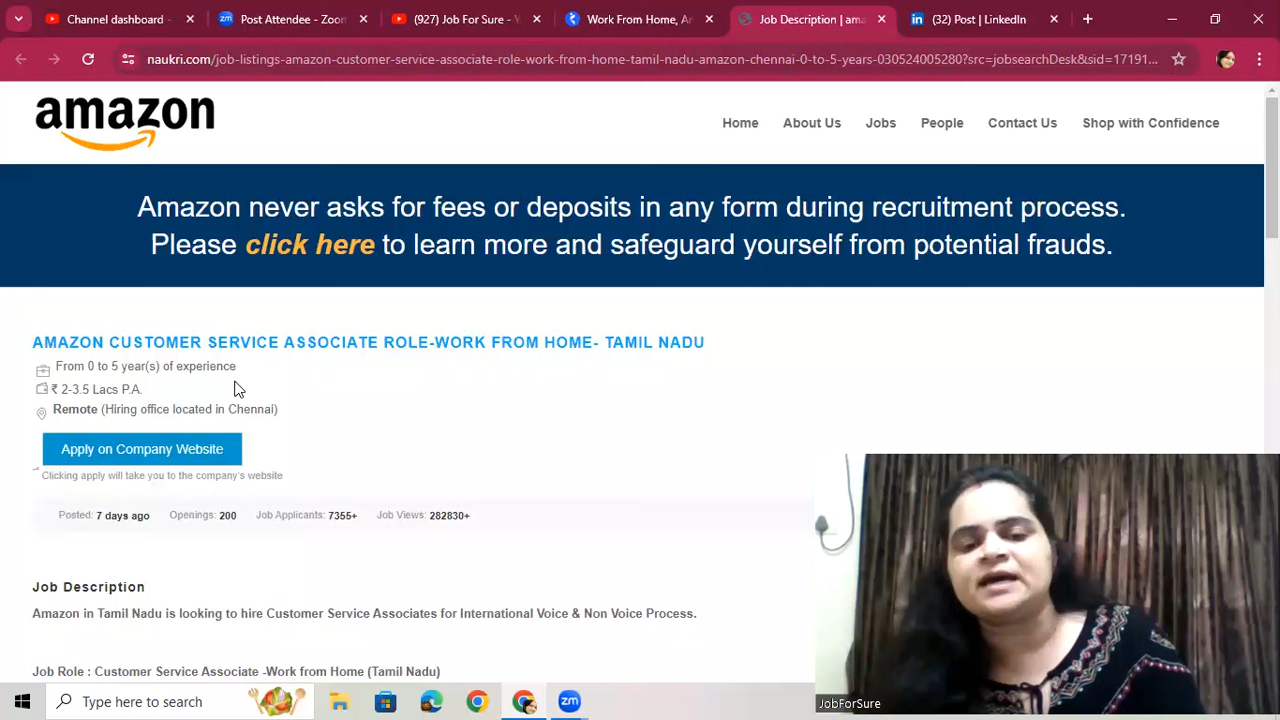 Channel dashboard -
Post Attendee - Zoon
(927) Job For Sure - Y
Work From Home, An
Job Description | ama
(32) Post | LinkedIn
naukri.com/job-listings-amazon-customer-service-associate-role-work-from-home-tamil-nadu-amazon-chennai-0-to-5-years-030524005280?src=jobsearchDesk&sid=17191...
amazon
Home About Us Jobs People Contact Us Shop with Confidence
Amazon never asks for fees or deposits in any form during recruitment process.
Please click here to learn more and safeguard yourself from potential frauds.
AMAZON CUSTOMER SERVICE ASSOCIATE ROLE-WORK FROM HOME- TAMIL NADU
From 0 to 5 year(s) of experience
₹ 2-3.5 Lacs P.A.
Remote (Hiring office located in Chennai)
Apply on Company Website
Clicking apply will take you to the company's website
Posted: 7 days ago Openings: 200 Job Applicants: 7355+ Job Views: 282830+
Job Description
Amazon in Tamil Nadu is looking to hire Customer Service Associates for International Voice & Non Voice Process.
Job Role : Customer Service Associate -Work from Home (Tamil Nadu)
JobForSure
Type here to search